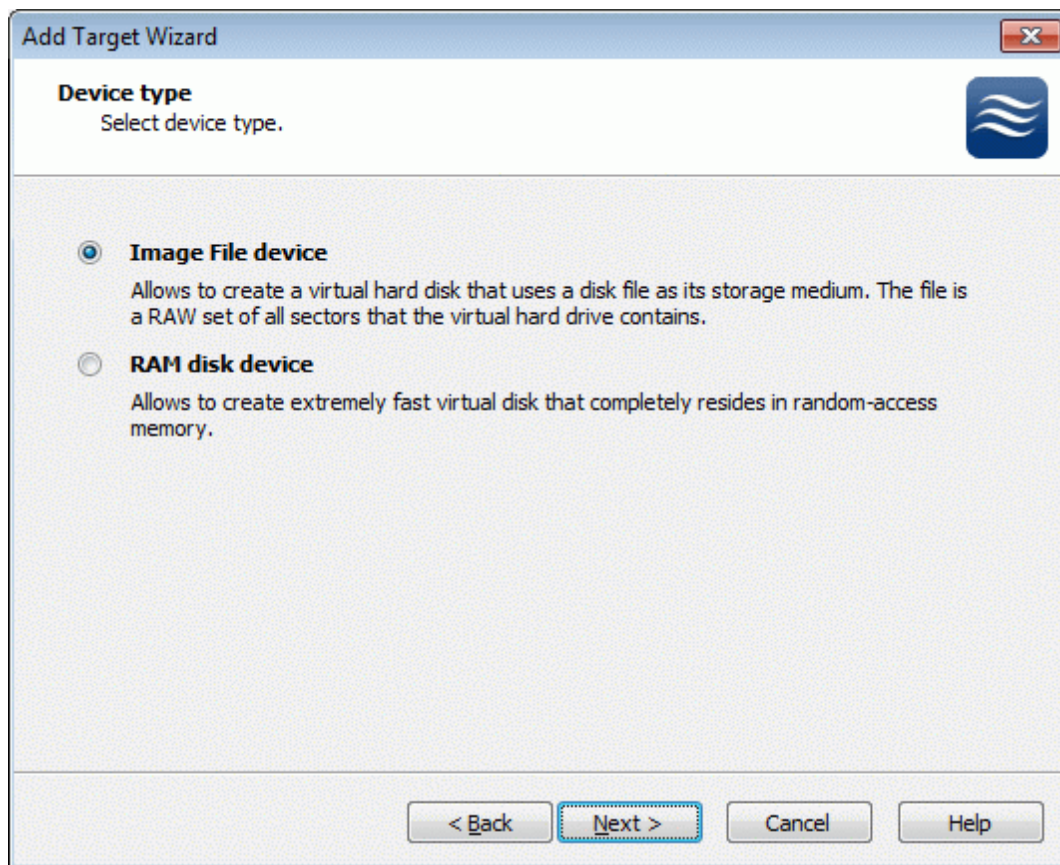 Add Target Wizard
Device type
Select device type.
Image File device
Allows to create a virtual hard disk that uses a disk file as its storage medium. The file is
a RAW set of all sectors that the virtual hard drive contains.
RAM disk device
Allows to create extremely fast virtual disk that completely resides in random-access
memory.
< Back
Next >
Cancel
Help